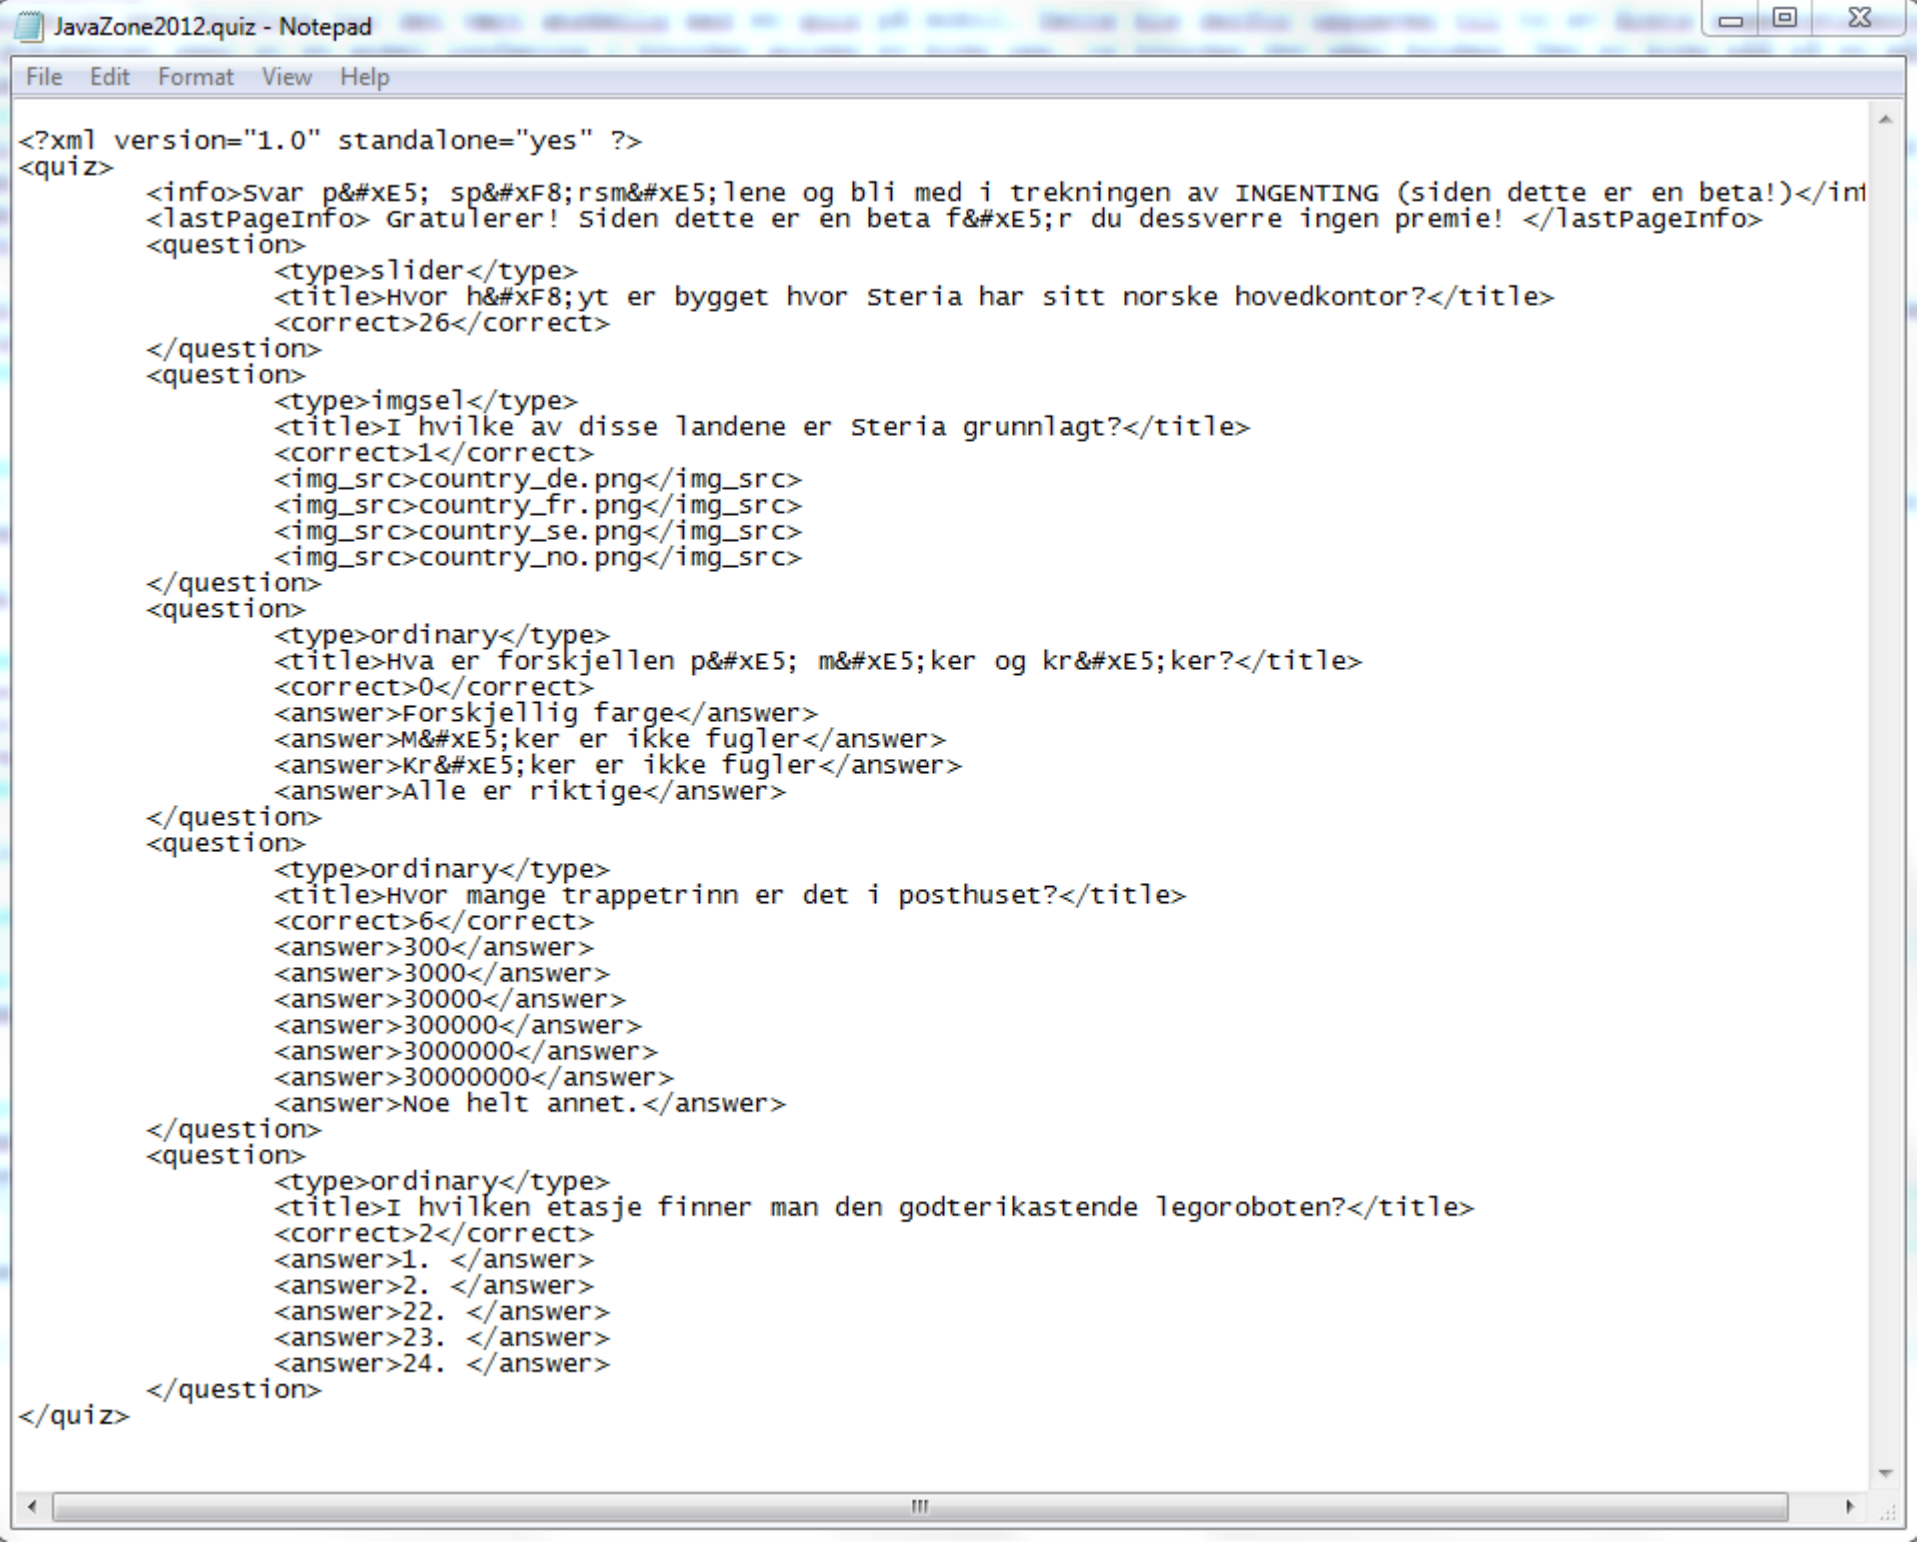 JavaZone2012.quiz - Notepad
File Edit Format View Help
<?xml version="1.0" standalone="yes" ?>
<quiz>
	<info>Svar p&#xE5; sp&#xF8;rsm&#xE5;lene og bli med i trekningen av INGENTING (siden dette er en beta!)</inf
	<lastPageInfo> Gratulerer! Siden dette er en beta f&#xE5;r du dessverre ingen premie! </lastPageInfo>
	<question>
		<type>slider</type>
		<title>Hvor h&#xF8;yt er bygget hvor Steria har sitt norske hovedkontor?</title>
		<correct>26</correct>
	</question>
	<question>
		<type>imgsel</type>
		<title>I hvilke av disse landene er Steria grunnlagt?</title>
		<correct>1</correct>
		<img_src>country_de.png</img_src>
		<img_src>country_fr.png</img_src>
		<img_src>country_se.png</img_src>
		<img_src>country_no.png</img_src>
	</question>
	<question>
		<type>ordinary</type>
		<title>Hva er forskjellen p&#xE5; m&#xE5;ker og kr&#xE5;ker?</title>
		<correct>0</correct>
		<answer>Forskjellig farge</answer>
		<answer>M&#xE5;ker er ikke fugler</answer>
		<answer>Kr&#xE5;ker er ikke fugler</answer>
		<answer>Alle er riktige</answer>
	</question>
	<question>
		<type>ordinary</type>
		<title>Hvor mange trappetrinn er det i posthuset?</title>
		<correct>6</correct>
		<answer>300</answer>
		<answer>3000</answer>
		<answer>30000</answer>
		<answer>300000</answer>
		<answer>3000000</answer>
		<answer>30000000</answer>
		<answer>Noe helt annet.</answer>
	</question>
	<question>
		<type>ordinary</type>
		<title>I hvilken etasje finner man den godterikastende legoroboten?</title>
		<correct>2</correct>
		<answer>1. </answer>
		<answer>2. </answer>
		<answer>22. </answer>
		<answer>23. </answer>
		<answer>24. </answer>
	</question>
</quiz>